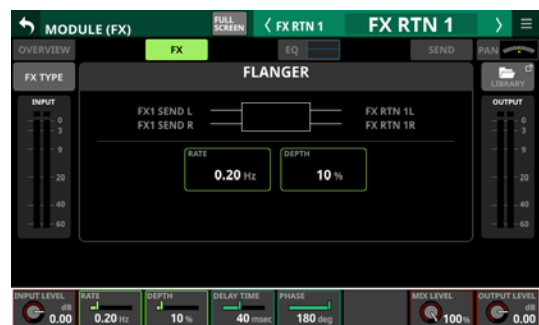 MODULE (FX)
FULL
SCREEN
FX RTN 1
FX RTN 1
OVERVIEW
FX
EQ
SEND
PAN
FX TYPE
FLANGER
LIBRARY
INPUT
OUTPUT
FX1 SEND L
FX RTN 1L
FX1 SEND R
FX RTN 1R
0
3
9
20
40
60
0
3
9
20
40
60
RATE
0.20 Hz
DEPTH
10 %
INPUT LEVEL
dB
0.00
RATE
0.20 Hz
DEPTH
10 %
DELAY TIME
40 msec
PHASE
180 deg
MIX LEVEL
100%
OUTPUT LEVEL
dB
0.00